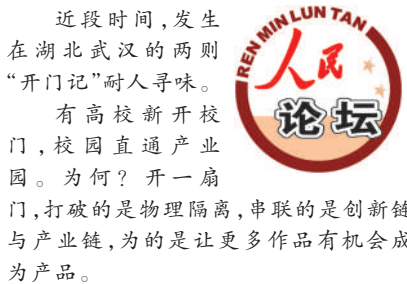 近段时间,发生
在湖北武汉的两则
“开门记”耐人寻味。
有高校新开校
门,校园直通产业
园。为何?开一扇
门,打破的是物理隔离,串联的是创新链
与产业链,为的是让更多作品有机会成
为产品。
REN MIN LUN TAN
人民
论坛